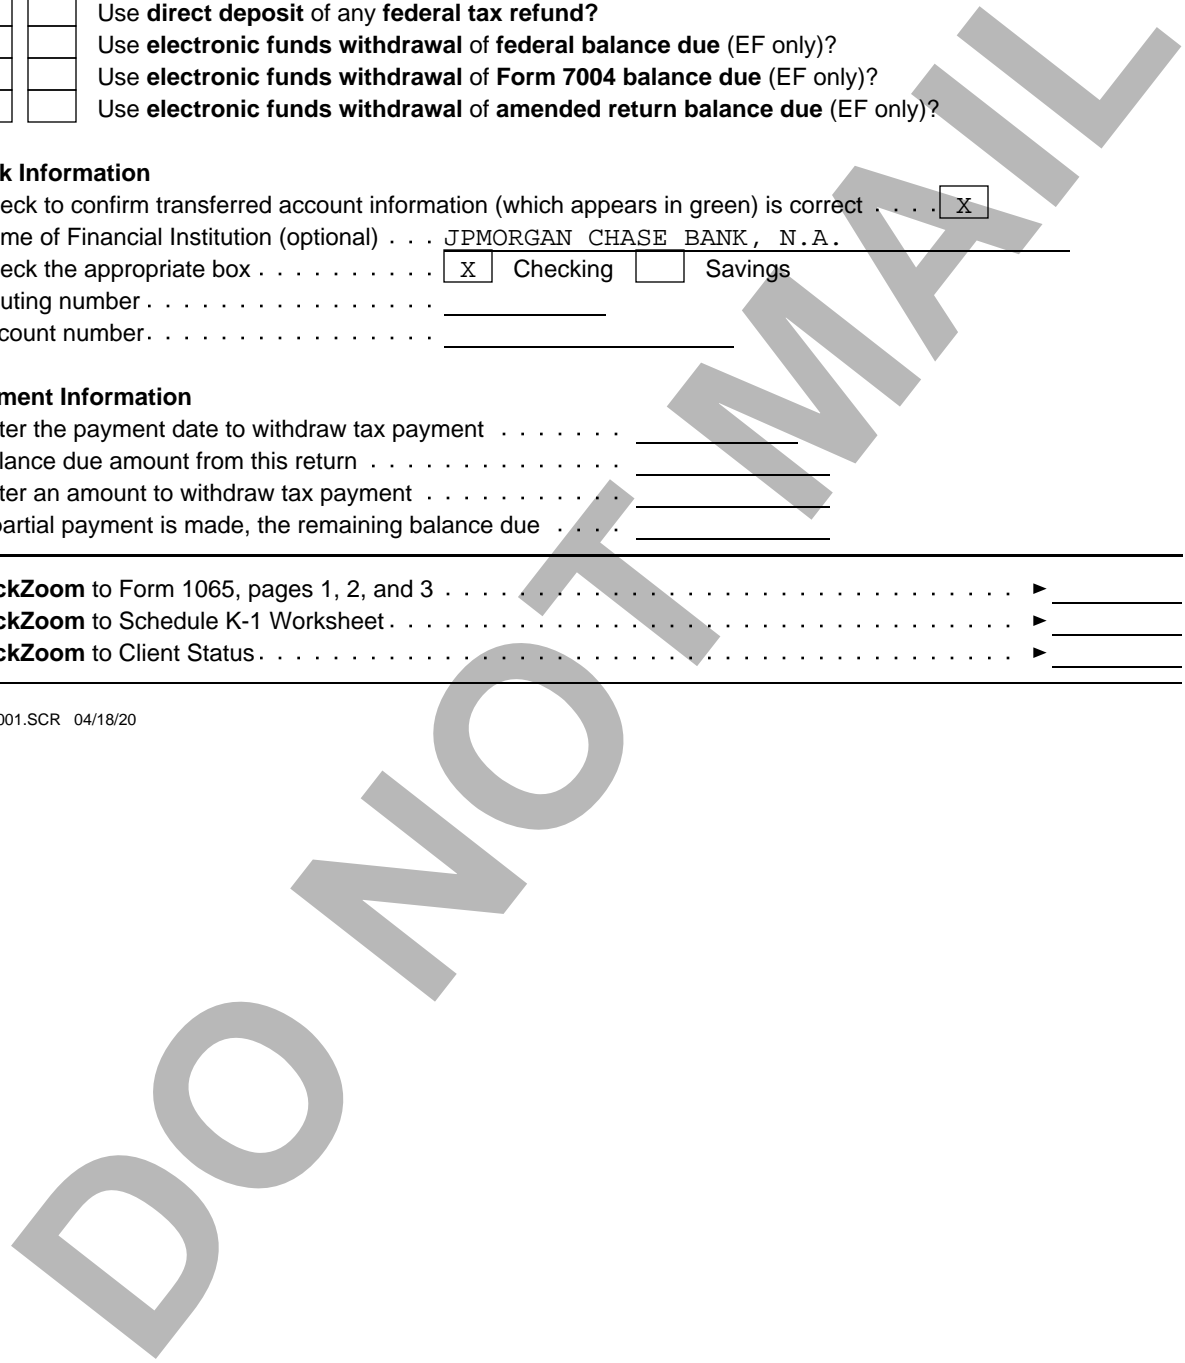 Use direct deposit of any federal tax refund?
Use electronic funds withdrawal of federal balance due (EF only)?
Use electronic funds withdrawal of Form 7004 balance due (EF only)?
Use electronic funds withdrawal of amended return balance due (EF only)?
k Information
eck to confirm transferred account information (which appears in green) is correct . . . . X
me of Financial Institution (optional) . . . JPMORGAN CHASE BANK, N.A.
eck the appropriate box . . . . . . . . . . X Checking Savings
uting number . . . . . . . . . . . . . . . .
count number . . . . . . . . . . . . . . . .
ment Information
ter the payment date to withdraw tax payment . . . . . . .
lance due amount from this return . . . . . . . . . . . . . .
ter an amount to withdraw tax payment . . . . . . . . . . .
partial payment is made, the remaining balance due . . . .
ckZoom to Form 1065, pages 1, 2, and 3 . . . . . . . . . . . . . . . . . . . . . . . . . . . . . . ►
ckZoom to Schedule K-1 Worksheet . . . . . . . . . . . . . . . . . . . . . . . . . . . . . . . . ►
ckZoom to Client Status . . . . . . . . . . . . . . . . . . . . . . . . . . . . . . . . . . . . . . ►
001.SCR 04/18/20
DO NOT MAIL